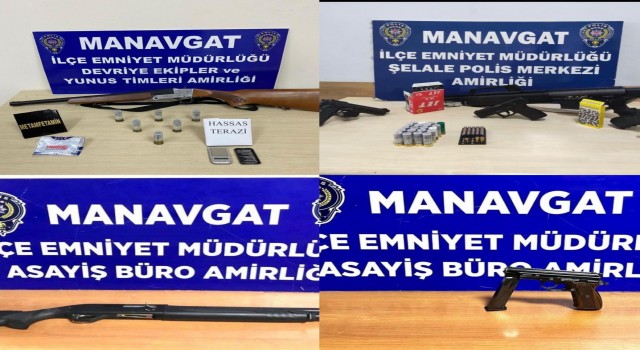 MANAVGAT
İLÇE EMNİYET MÜDÜRLÜĞÜ
DEVRİYE EKİPLER ve
YUNUS TİMLERİ AMİRLİĞİ
METAMFETAMİN
HASSAS
TERAZİ
MANAVGAT
İLÇE EMNİYET MÜDÜRLÜĞÜ
ŞELALE POLİS MERKEZİ
AMİRLİĞİ
MANAVGAT
ÇE EMNİYET MÜDÜRLÜ
ASAYİŞ BÜRO AMİRLİĞ
MANAVGAT
ÇE EMNİYET MÜDÜRLÜ
ASAYİŞ BÜRO AMİRLİĞ